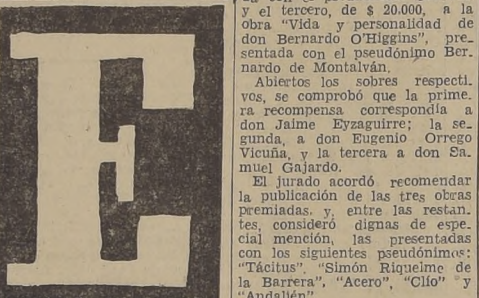 E
y el tercero, de $ 20.000, a la
obra "Vida y personalidad de
don Bernardo O'Higgins", pre-
sentada con el pseudónimo Ber-
nardo de Montalván.
Abiertos los sobres respecti-
vos, se comprobó que la prime-
ra recompensa correspondía a
don Jaime Eyzaguirre; la se-
gunda, a don Eugenio Orrego
Vicuña, y la tercera a don Sa-
muel Gajardo.
El jurado acordó recomendar
la publicación de las tres obras
premiadas, y, entre las restan-
tes, consideró dignas de espe-
cial mención, las presentadas
con los siguientes pseudónimos:
"Tácitus", "Simón Riquelme de
la Barrera", "Acero", "Clío" y
"Andalién"